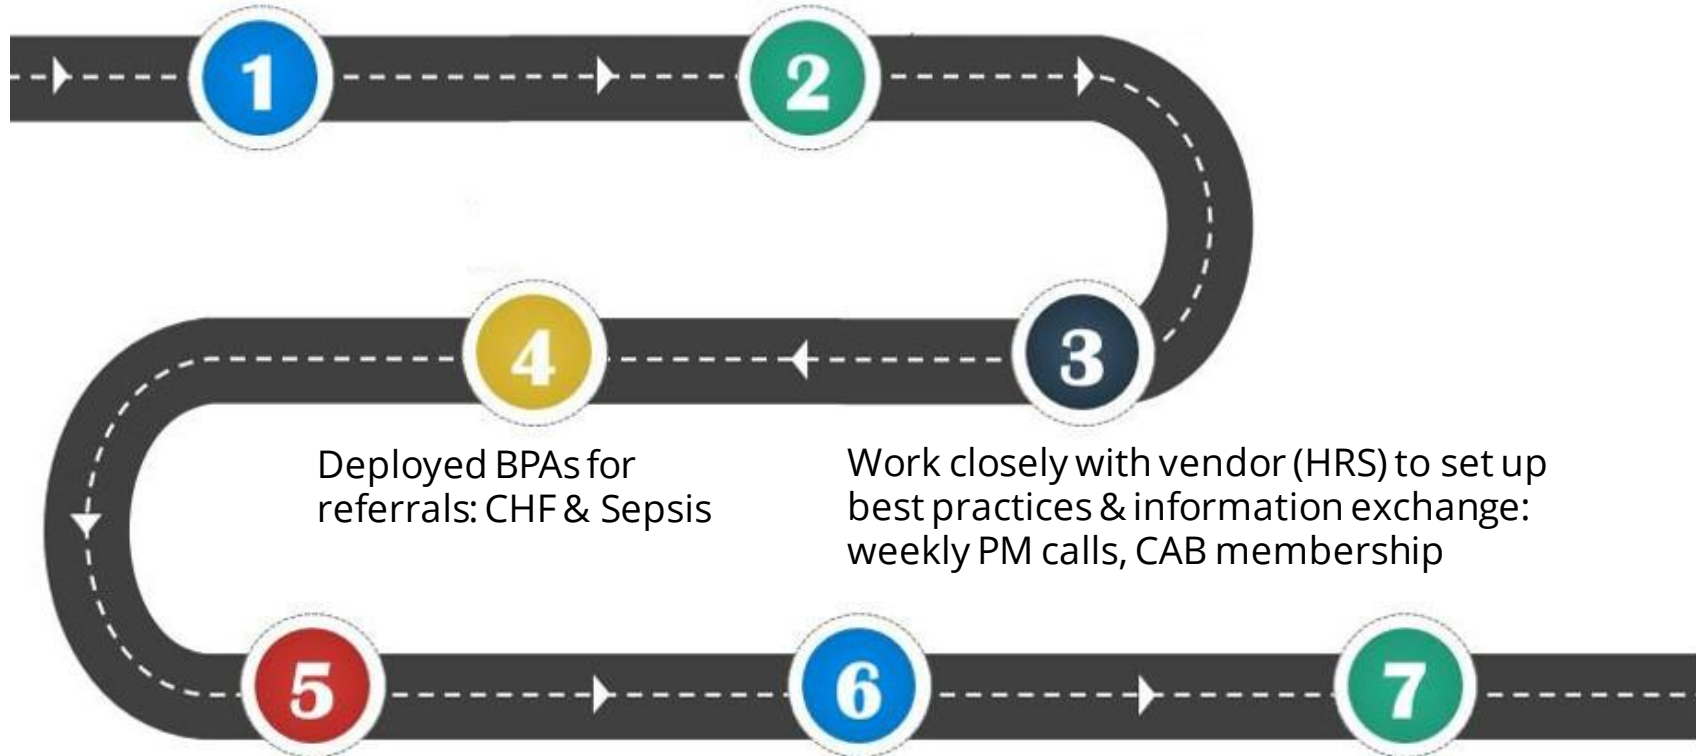 1
2
4
3
Deployed BPAs for
referrals: CHF & Sepsis
Work closely with vendor (HRS) to set up
best practices & information exchange:
weekly PM calls, CAB membership
5
6
7